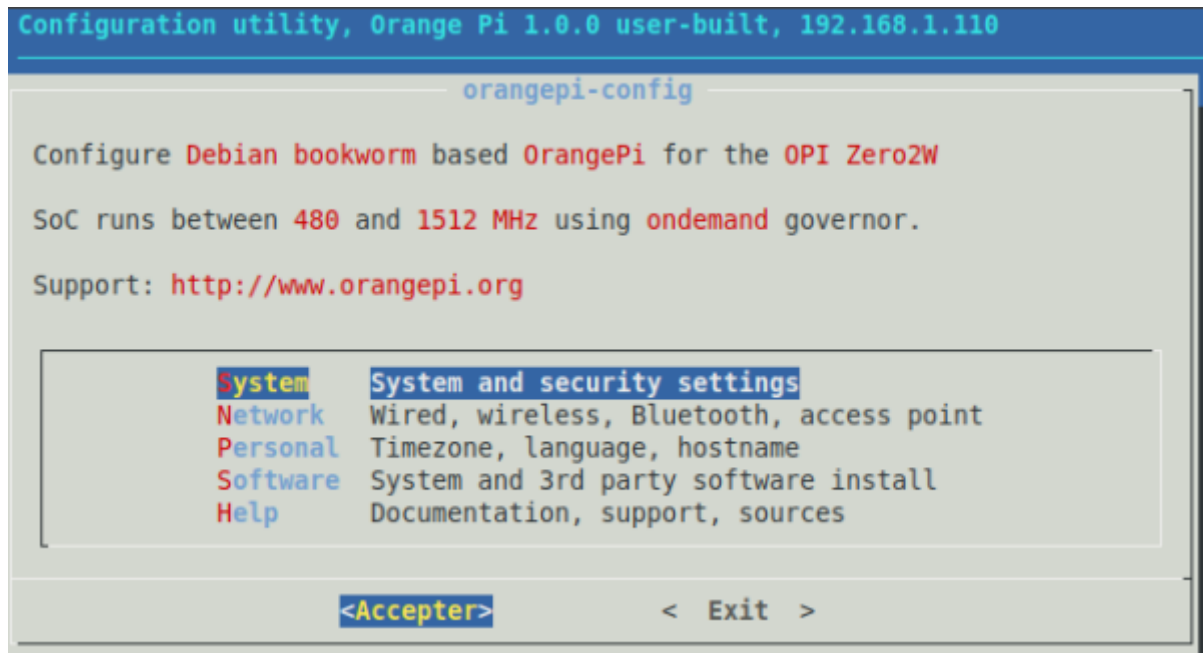 Configuration utility, Orange Pi 1.0.0 user-built, 192.168.1.110
orangepi-config
Configure Debian bookworm based OrangePi for the OPI Zero2W
SoC runs between 480 and 1512 MHz using ondemand governor.
Support: http://www.orangepi.org
System System and security settings
Network Wired, wireless, Bluetooth, access point
Personal Timezone, language, hostname
Software System and 3rd party software install
Help Documentation, support, sources
<Accepter> < Exit >